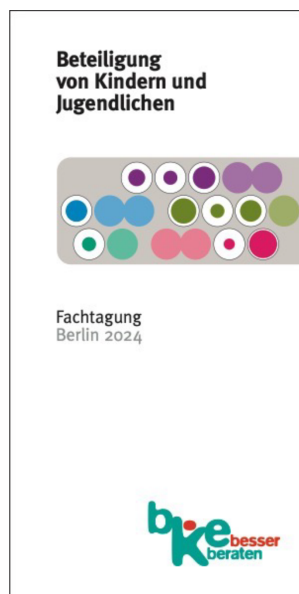 Beteiligung
von Kindern und
Jugendlichen
Fachtagung
Berlin 2024
bke besser
beraten